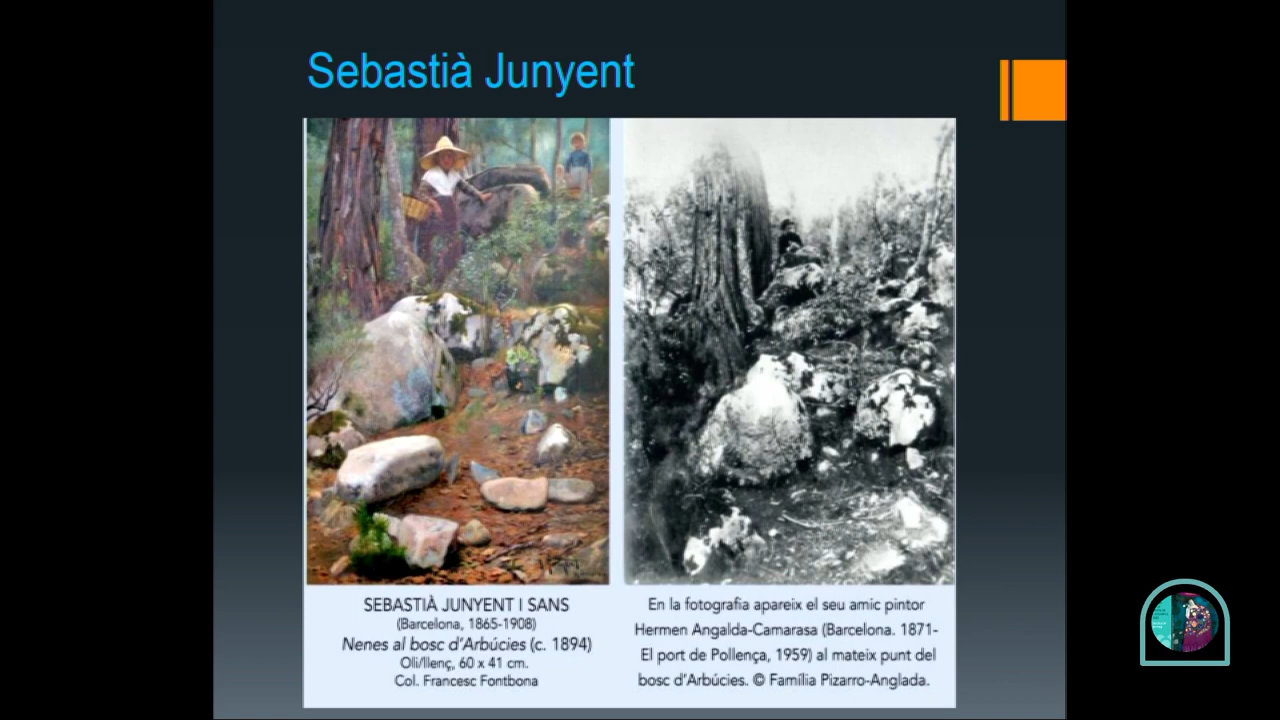 Sebastià Junyent
SEBASTIÀ JUNYENT I SANS
(Barcelona, 1865-1908)
Nenes al bosc d'Arbúcies (c. 1894)
Oli/llenç, 60 x 41 cm.
Col. Francesc Fontbona
En la fotografia apareix el seu amic pintor
Hermen Angalda-Camarasa (Barcelona. 1871-
El port de Pollença, 1959) al mateix punt del
bosc d'Arbúcies. © Família Pizarro-Anglada.